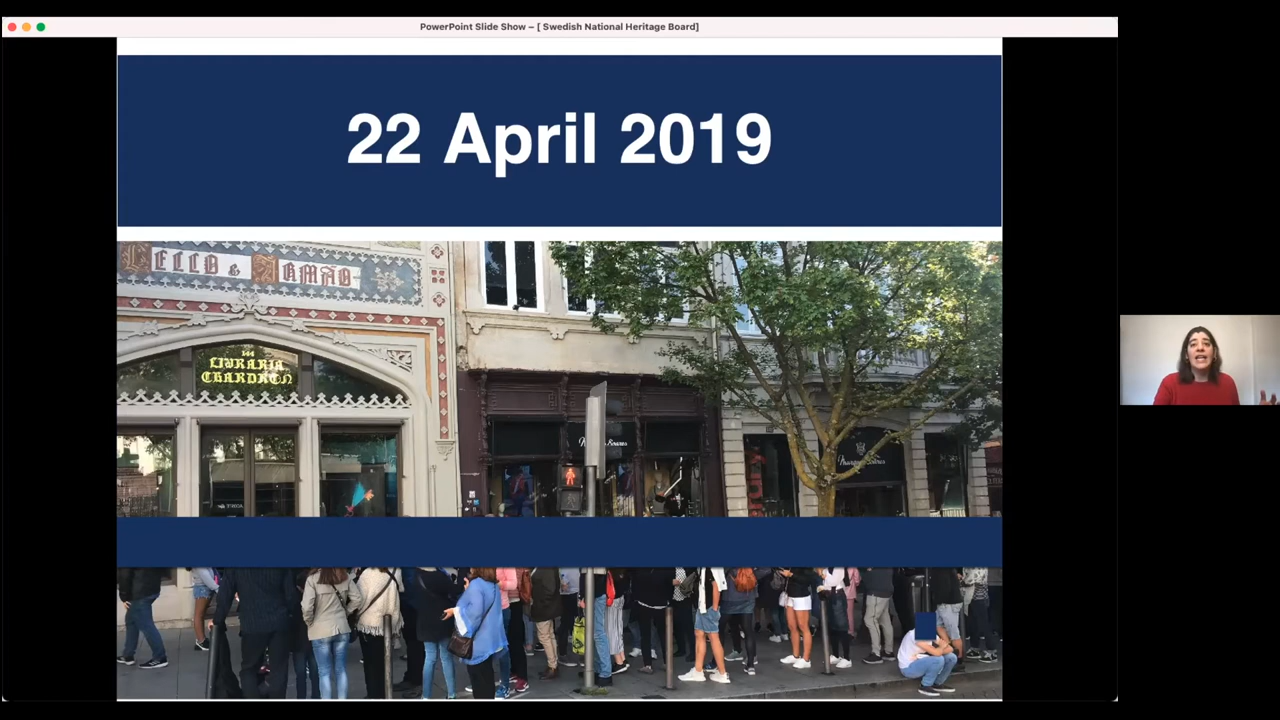 PowerPoint Slide Show – [ Swedish National Heritage Board]
22 April 2019
LELLO & IRMÃO
LIVRARIA
CHARDRON